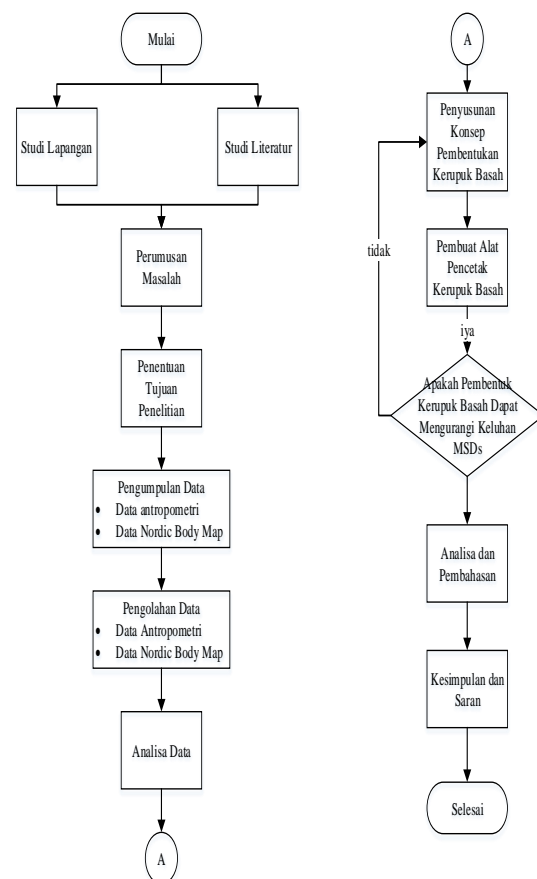 Mulai
Studi Lapangan
Studi Literatur
Perumusan
Masalah
Penentuan
Tujuan
Penelitian
Pengumpulan Data
• Data antropometri
• Data Nordic Body Map
Pengolahan Data
• Data Antropometri
• Data Nordic Body Map
Analisa Data
A
A
Penyusunan
Konsep
Pembentukan
Kerupuk Basah
Pembuat Alat
Pencetak
Kerupuk Basah
tidak
iya
Apakah Pembentuk
Kerupuk Basah Dapat
Mengurangi Keluhan
MSDs
Analisa dan
Pembahasan
Kesimpulan dan
Saran
Selesai